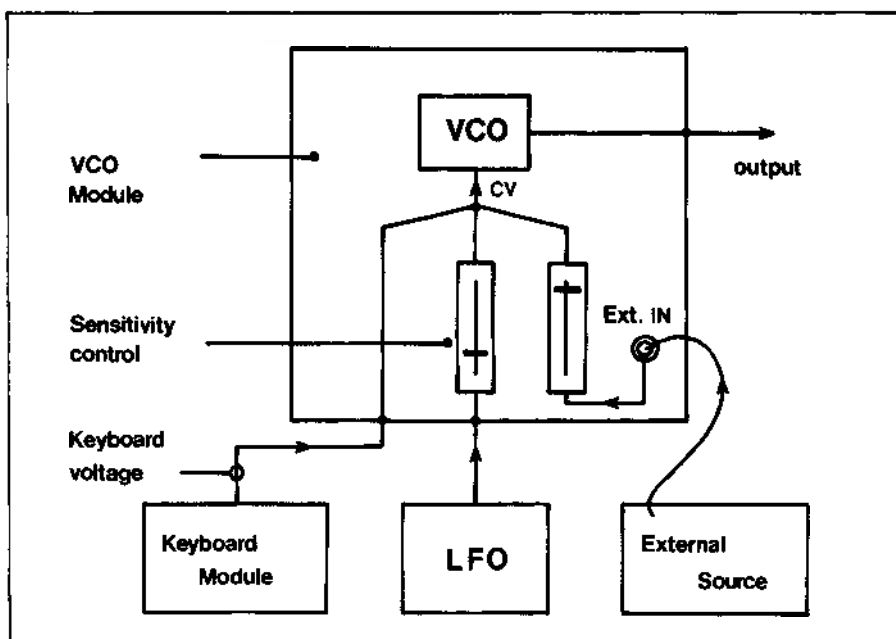 VCO
CV
output
VCO
Module
Ext. IN
Sensitivity
control
Keyboard
voltage
Keyboard
Module
LFO
External
Source